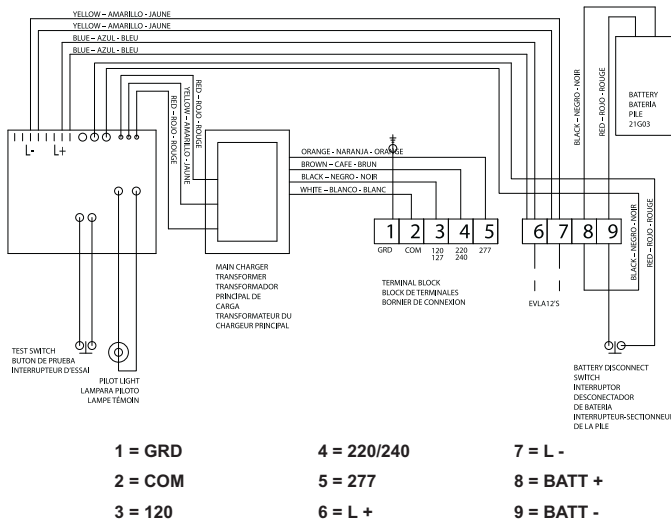 YELLOW – AMARILLO - JAUNE
YELLOW – AMARILLO - JAUNE
BLUE – AZUL - BLEU
BLUE – AZUL - BLEU
RED – ROJO - ROUGE
YELLOW – AMARILLO - JAUNE
RED – ROJO - ROUGE
L-
L+
ORANGE - NARANJA - ORANGE
BROWN – CAFE - BRUN
BLACK – NEGRO - NOIR
WHITE – BLANCO - BLANC
BLACK – NEGRO - NOIR
RED – ROJO - ROUGE
BATTERY
BATERÍA
PILE
21G03
BLACK – NEGRO - NOIR
RED – ROJO - ROUGE
1
2
3
4
5
6
7
8
9
GRD
COM
120
127
220
240
277
MAIN CHARGER
TRANSFORMER
TRANSFORMADOR
PRINCIPAL DE
CARGA
TRANSFORMATEUR DU
CHARGEUR PRINCIPAL
TERMINAL BLOCK
BLOCK DE TERMINALES
BORNIER DE CONNEXION
EVLA12'S
TEST SWITCH
BUTON DE PRUEBA
INTERRUPTEUR D'ESSAI
PILOT LIGHT
LAMPARA PILOTO
LAMPE TÉMOIN
BATTERY DISCONNECT
SWITCH
INTERRUPTOR
DESCONECTADOR
DE BATERIA
INTERRUPTEUR-SECTIONNEUR
DE LA PILE
1 = GRD
2 = COM
3 = 120
4 = 220/240
5 = 277
6 = L +
7 = L -
8 = BATT +
9 = BATT -